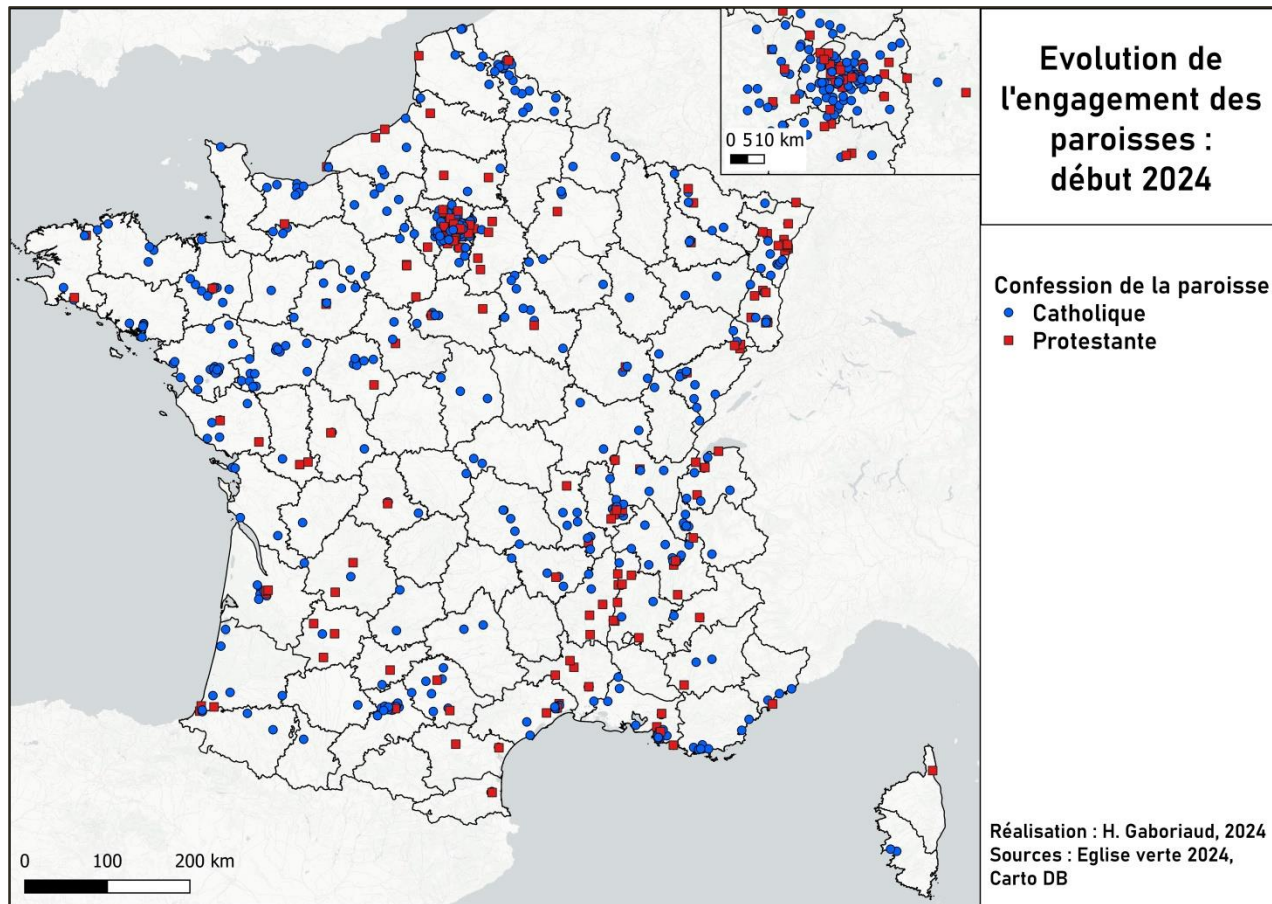 0 510 km
Evolution de
l'engagement des
paroisses :
début 2024
Confession de la paroisse
Catholique
Protestante
0 100 200 km
Réalisation : H. Gaboriaud, 2024
Sources : Eglise verte 2024,
Carto DB